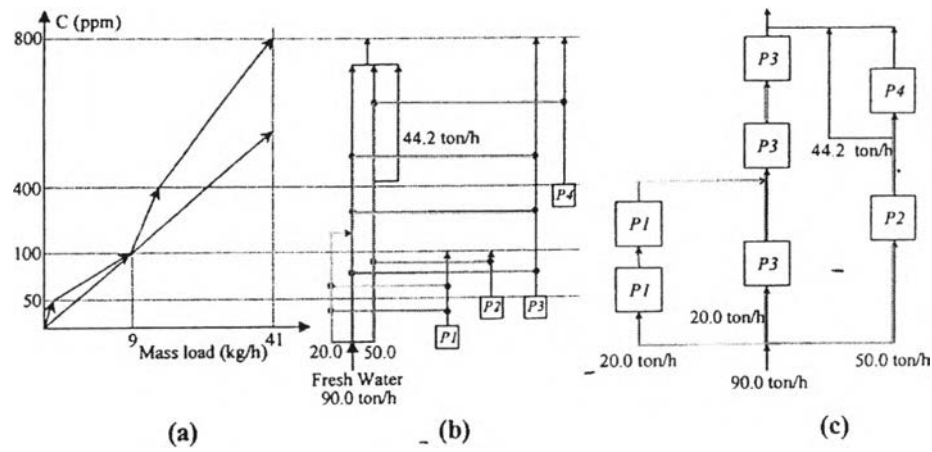 C (ppm)
800
400
100
50
9
41
Mass load (kg/h)
(a)
44.2 ton/h
P4
P2
P3
P1
20.0
50.0
Fresh Water
90.0 ton/h
(b)
P3
P4
P3
44.2 ton/h
P1
P2
P3
P1
20.0 ton/h
20.0 ton/h
50.0 ton/h
90.0 ton/h
(c)